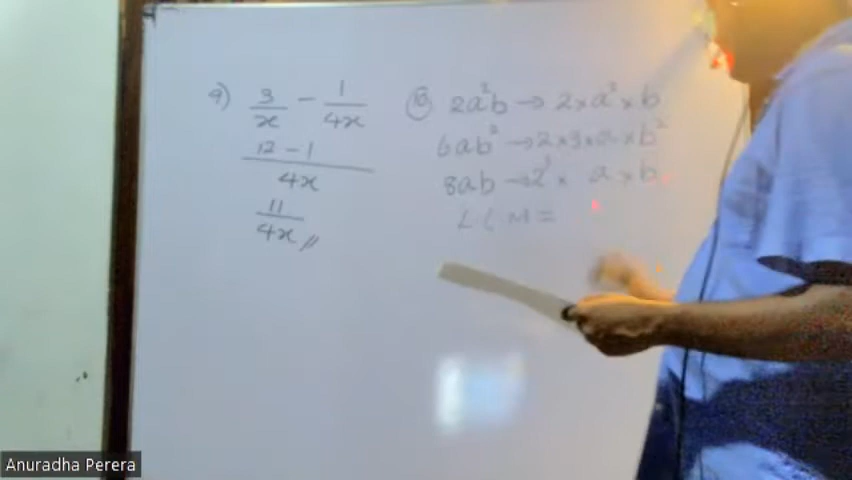 9) 3/x − 1/4x
12 − 1 / 4x
11/4x //
10) 2a²b → 2 × a² × b
6ab² → 2 × 3 × a × b²
8ab → 2³ × a × b
L C M =
Anuradha Perera